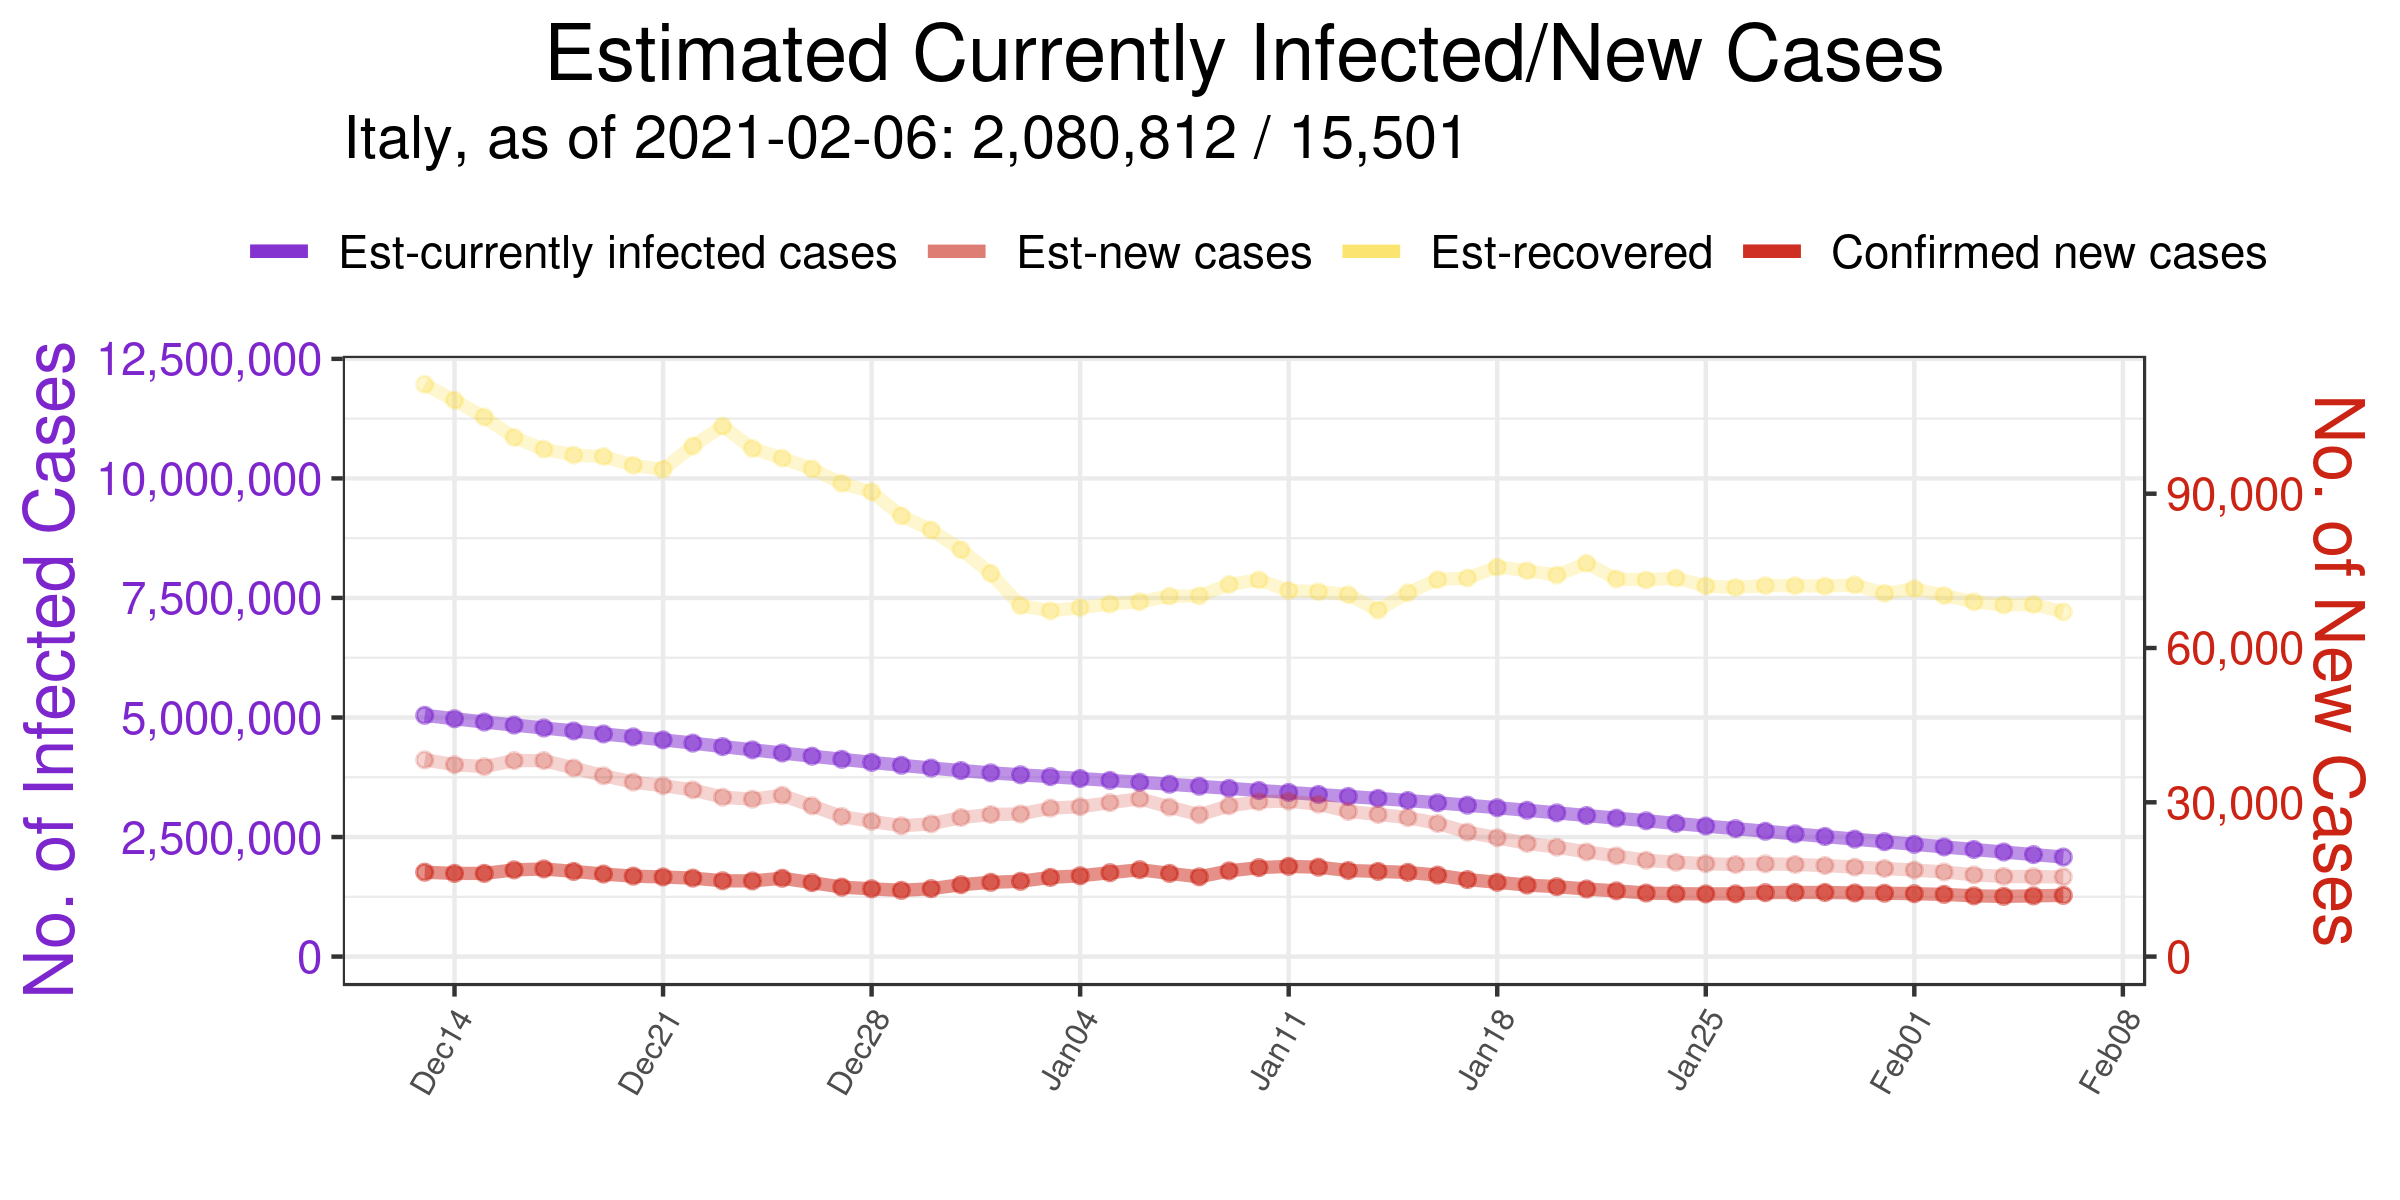 Estimated Currently Infected/New Cases
Italy, as of 2021-02-06: 2,080,812 / 15,501
Est-currently infected cases Est-new cases Est-recovered Confirmed new cases
No. of Infected Cases
12,500,000
10,000,000
7,500,000
5,000,000
2,500,000
0
90,000
60,000
30,000
0
No. of New Cases
Dec14 Dec21 Dec28 Jan04 Jan11 Jan18 Jan25 Feb01 Feb08